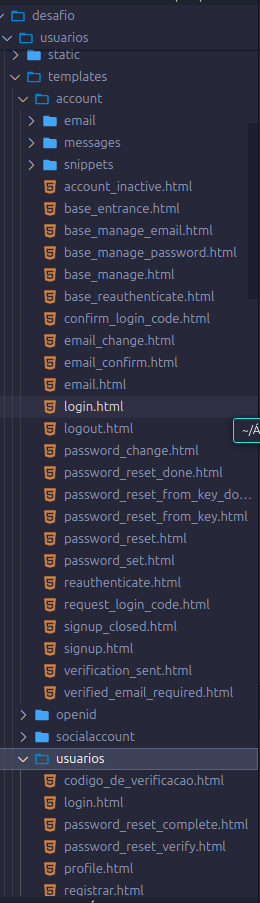 desafio
usuarios
static
templates
account
email
messages
snippets
account_inactive.html
base_entrance.html
base_manage_email.html
base_manage_password.html
base_manage.html
base_reauthenticate.html
confirm_login_code.html
email_change.html
email_confirm.html
email.html
login.html
logout.html
~/Á
password_change.html
password_reset_done.html
password_reset_from_key_do...
password_reset_from_key.html
password_reset.html
password_set.html
reauthenticate.html
request_login_code.html
signup_closed.html
signup.html
verification_sent.html
verified_email_required.html
openid
socialaccount
usuarios
codigo_de_verificacao.html
login.html
password_reset_complete.html
password_reset_verify.html
profile.html
registrar.html